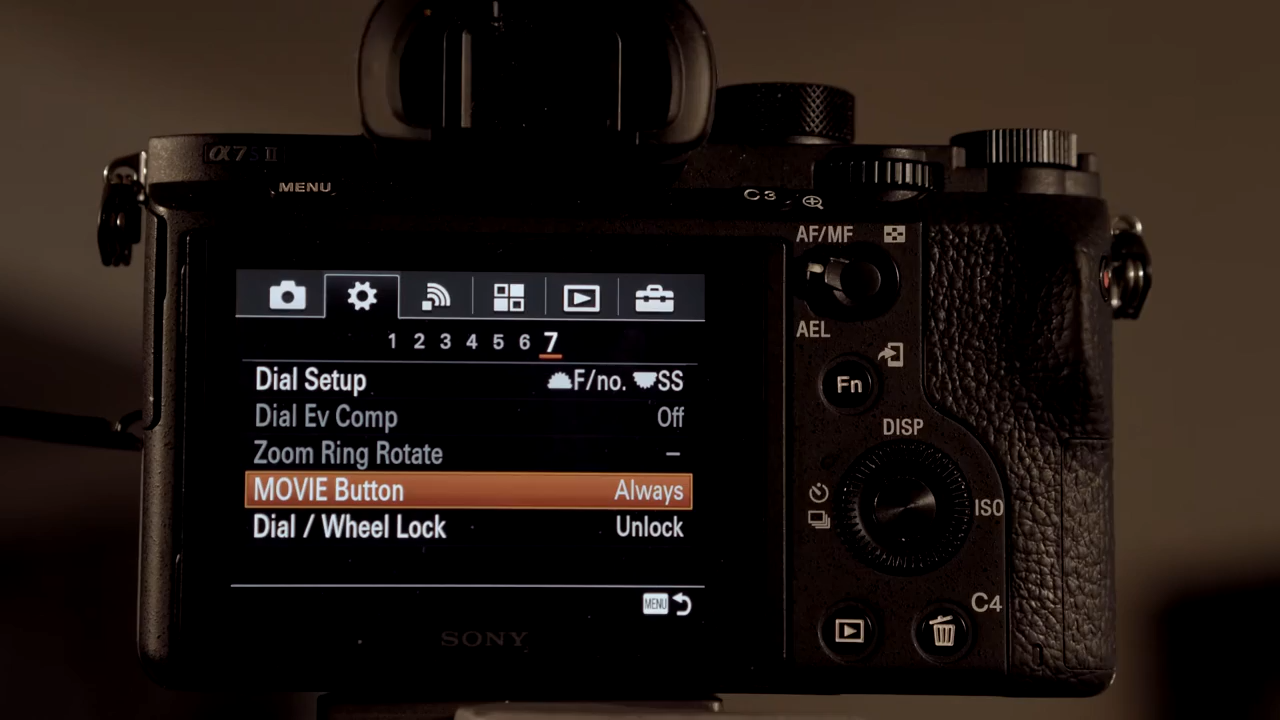 α7SII
MENU
C3
AF/MF
AEL
Fn
DISP
ISO
C4
1 2 3 4 5 6 7
Dial Setup F/no. SS
Dial Ev Comp Off
Zoom Ring Rotate –
MOVIE Button Always
Dial / Wheel Lock Unlock
MENU
SONY